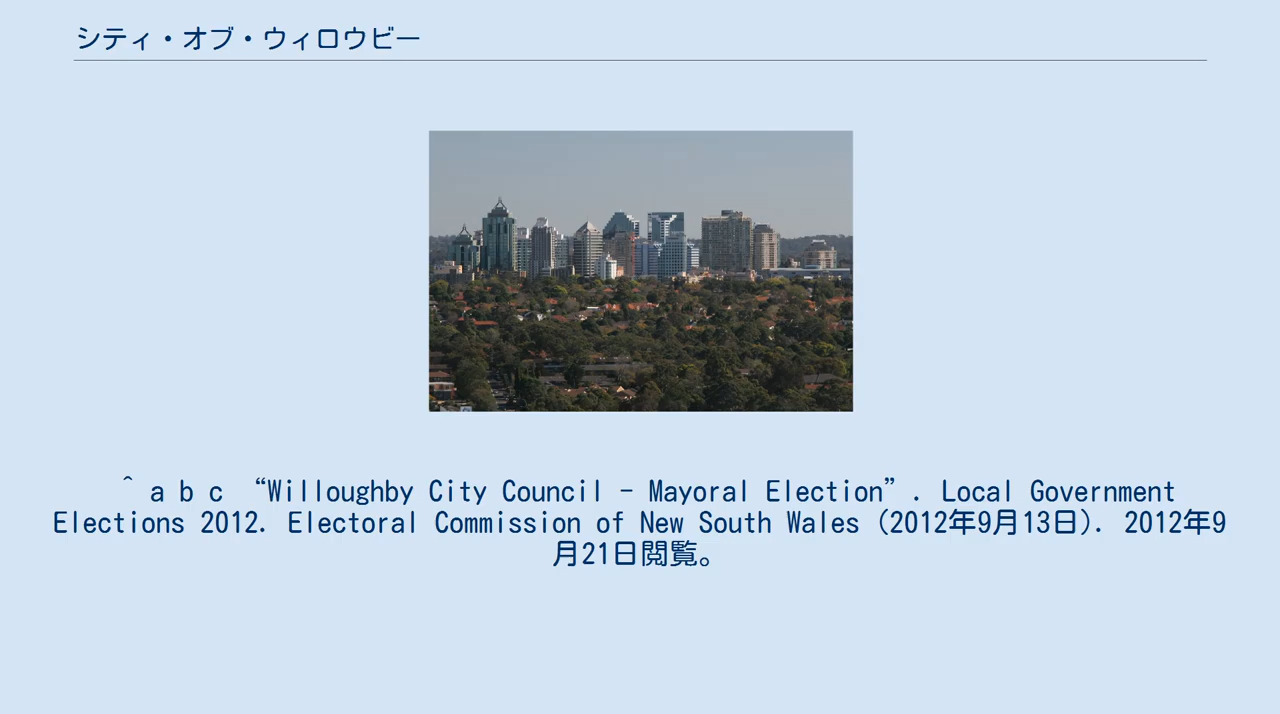 シティ・オブ・ウィロウビー
^ a b c “Willoughby City Council - Mayoral Election”. Local Government
Elections 2012. Electoral Commission of New South Wales (2012年9月13日). 2012年9
月21日閲覧。